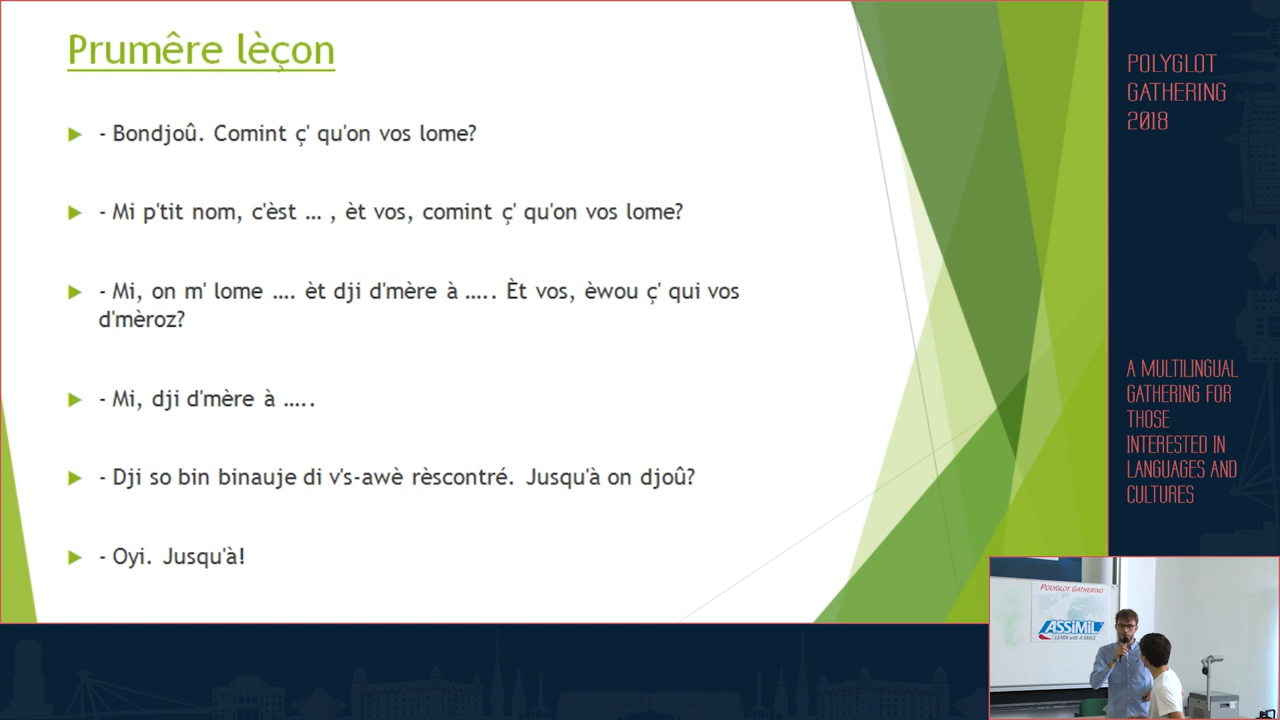 Prumêre lèçon
- Bondjoû. Comint ç' qu'on vos lome?
- Mi p'tit nom, c'èst ... , èt vos, comint ç' qu'on vos lome?
- Mi, on m' lome .... èt dji d'mère à ..... Èt vos, èwou ç' qui vos
d'mèroz?
- Mi, dji d'mère à .....
- Dji so bin binauje di v's-awè rèscontré. Jusqu'à on djoû?
- Oyi. Jusqu'à!
POLYGLOT
GATHERING
2018
A MULTILINGUAL
GATHERING FOR
THOSE
INTERESTED IN
LANGUAGES AND
CULTURES
POLYGLOT GATHERING
ASSiMiL
LEARN WITH A SMILE